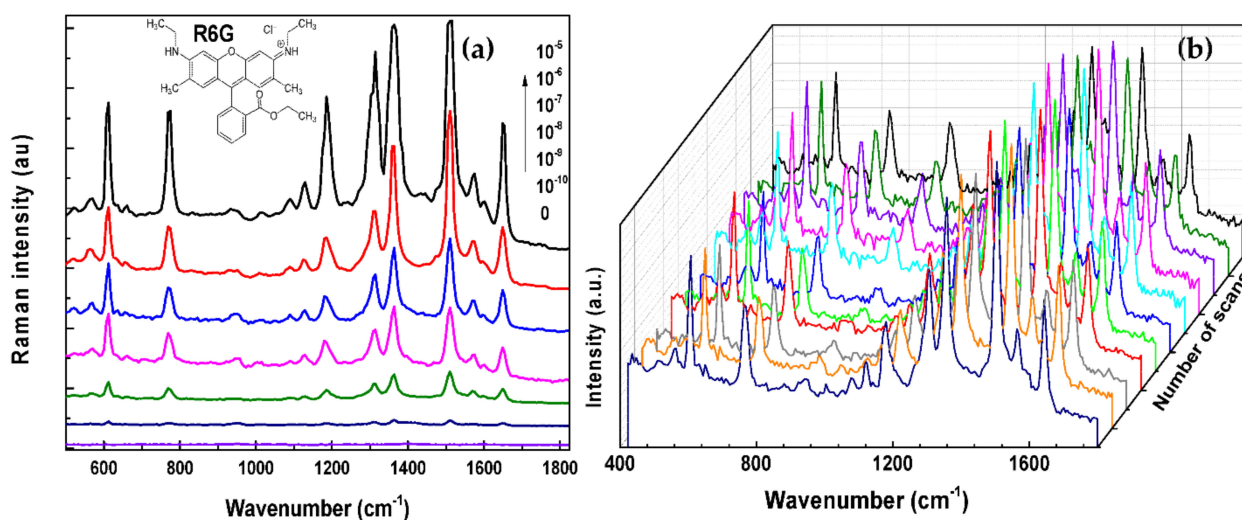 R6G
(a)
CH₃
Cl⁻
CH₃
HN
O
NH
⊕
H₃C
CH₃
O
O
CH₃
10⁻⁵
10⁻⁶
10⁻⁷
10⁻⁸
10⁻⁹
10⁻¹⁰
0
Raman intensity (au)
600 800 1000 1200 1400 1600 1800
Wavenumber (cm⁻¹)
(b)
Intensity (a.u.)
Number of scans
400 800 1200 1600
Wavenumber (cm⁻¹)